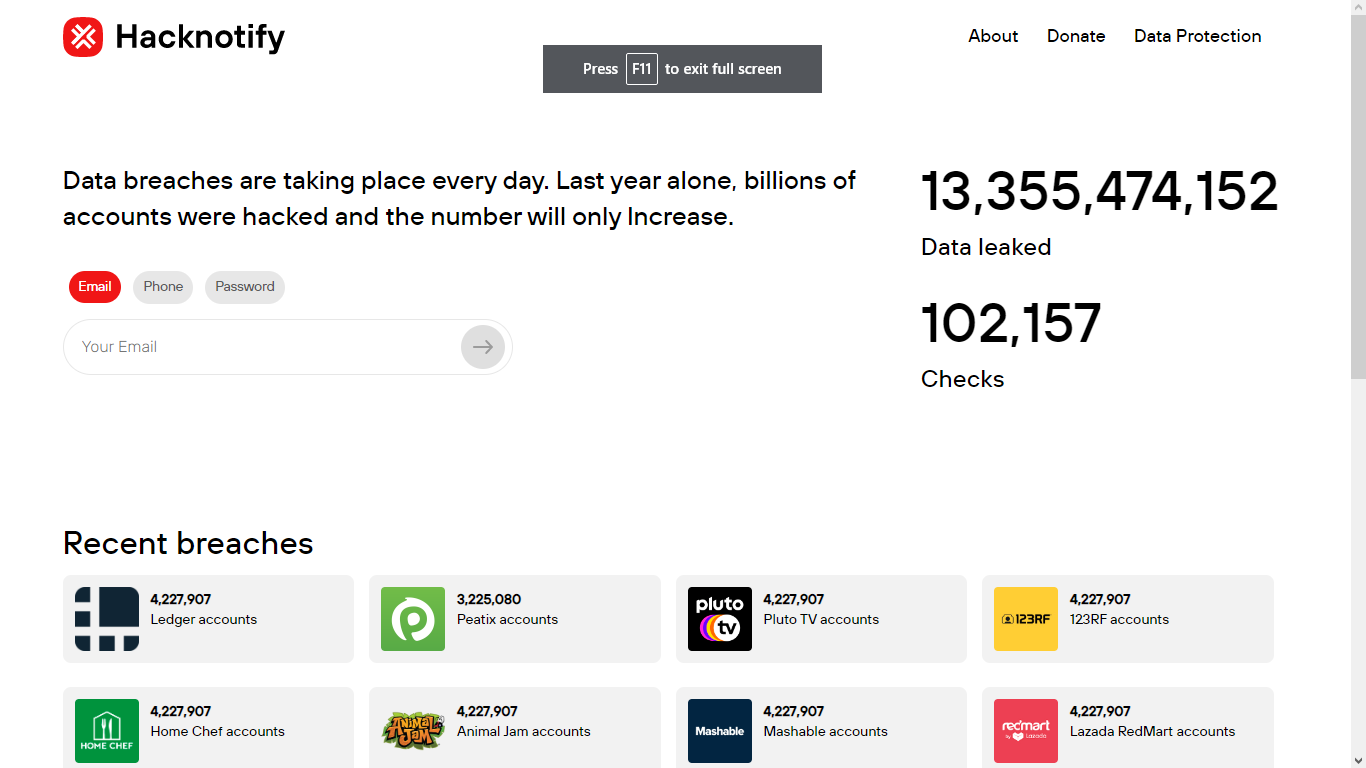 Hacknotify
About
Donate
Data Protection
Press F11 to exit full screen
Data breaches are taking place every day. Last year alone, billions of
accounts were hacked and the number will only Increase.
13,355,474,152
Data leaked
Email
Phone
Password
Your Email
102,157
Checks
Recent breaches
4,227,907
Ledger accounts
3,225,080
Peatix accounts
pluto
tv
4,227,907
Pluto TV accounts
123RF
4,227,907
123RF accounts
HOME CHEF
4,227,907
Home Chef accounts
ANIMAL
JAM
4,227,907
Animal Jam accounts
Mashable
4,227,907
Mashable accounts
redmart
by Lazada
4,227,907
Lazada RedMart accounts